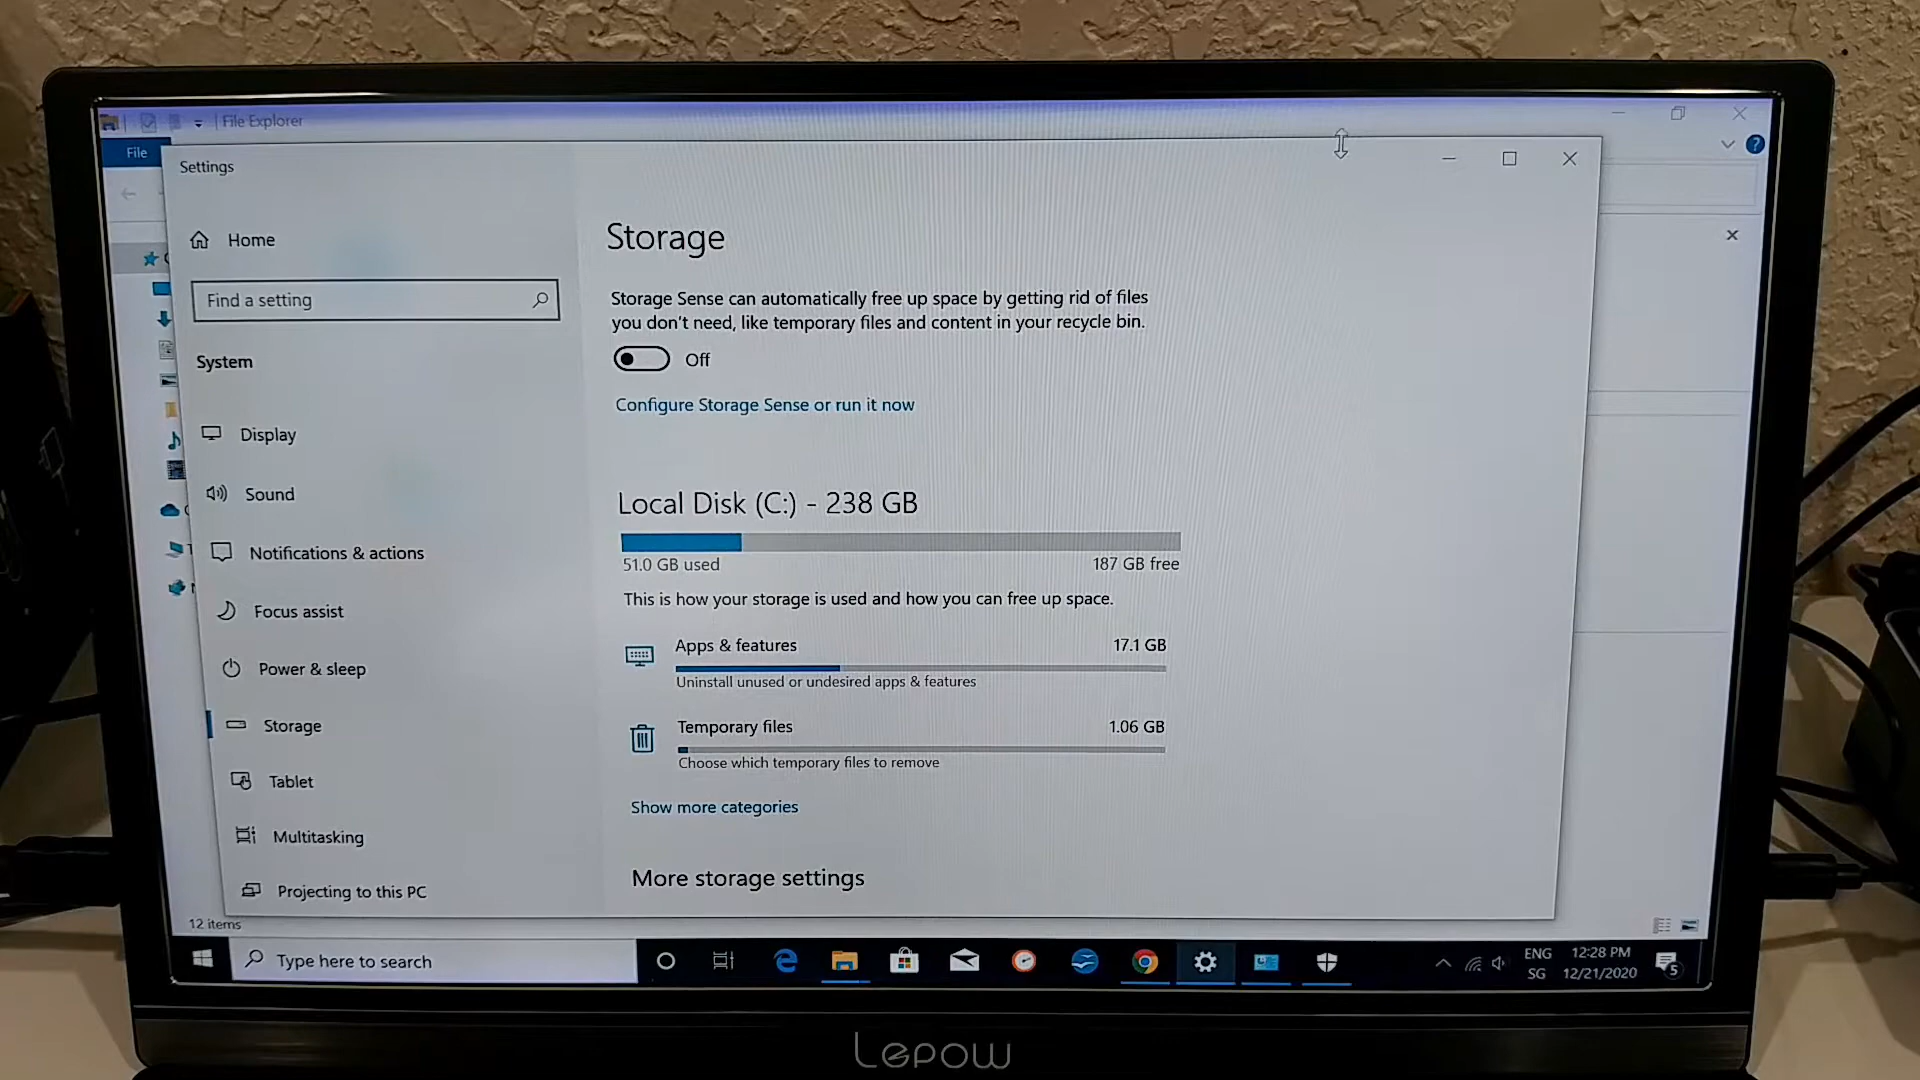 File Explorer
File
Settings
Home
Find a setting
System
Display
Sound
Notifications & actions
Focus assist
Power & sleep
Storage
Tablet
Multitasking
Projecting to this PC
Storage
Storage Sense can automatically free up space by getting rid of files
you don't need, like temporary files and content in your recycle bin.
Off
Configure Storage Sense or run it now
Local Disk (C:) - 238 GB
51.0 GB used
187 GB free
This is how your storage is used and how you can free up space.
Apps & features
17.1 GB
Uninstall unused or undesired apps & features
Temporary files
1.06 GB
Choose which temporary files to remove
Show more categories
More storage settings
12 items
Type here to search
ENG
SG
12:28 PM
12/21/2020
5
Lepow